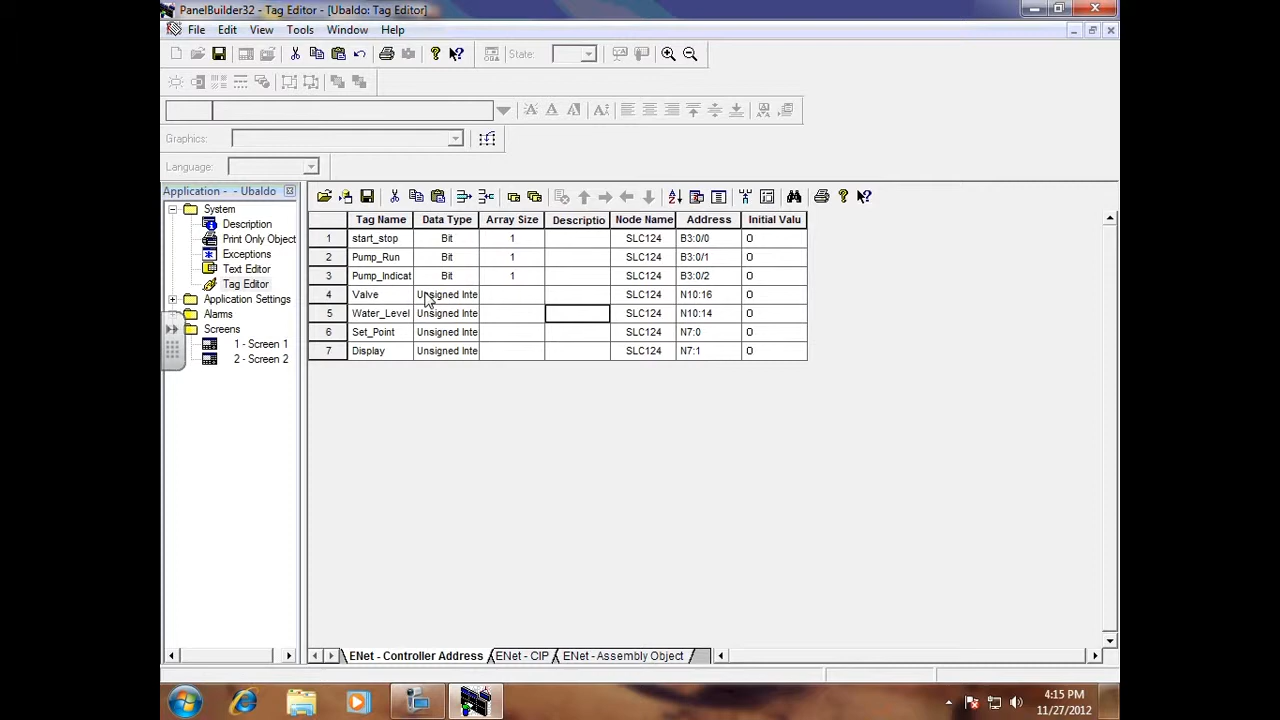 PanelBuilder32 - Tag Editor - [Ubaldo: Tag Editor]
File Edit View Tools Window Help
State:
Graphics:
Language:
Application - - Ubaldo
System
Description
Print Only Object
Exceptions
Text Editor
Tag Editor
Application Settings
Alarms
Screens
1 - Screen 1
2 - Screen 2
Tag Name Data Type Array Size Descriptio Node Name Address Initial Valu
1 start_stop Bit 1 SLC124 B3:0/0 0
2 Pump_Run Bit 1 SLC124 B3:0/1 0
3 Pump_Indicat Bit 1 SLC124 B3:0/2 0
4 Valve Unsigned Inte SLC124 N10:16 0
5 Water_Level Unsigned Inte SLC124 N10:14 0
6 Set_Point Unsigned Inte SLC124 N7:0 0
7 Display Unsigned Inte SLC124 N7:1 0
ENet - Controller Address ENet - CIP ENet - Assembly Object
4:15 PM
11/27/2012